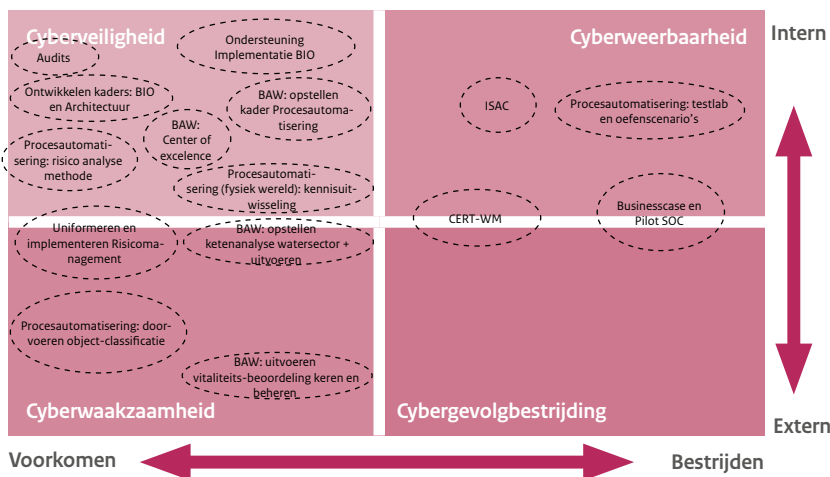 Cyberveiligheid
Audits
Ondersteuning
Implementatie BIO
Ontwikkelen kaders: BIO
en Architectuur
BAW: opstellen
kader Procesautoma-
tisering
BAW:
Center of
excelence
Procesautomati-
sering: risico analyse
methode
Procesautomati-
sering (fysiek wereld): kennisuit-
wisseling
Cyberweerbaarheid
ISAC
Procesautomatisering: testlab
en oefenscenario's
CERT-WM
Businesscase en
Pilot SOC
Intern
Uniformeren en
implementeren Risicoma-
nagement
BAW: opstellen
ketenanalyse watersector +
uitvoeren
Procesautomatisering: door-
voeren object-classificatie
BAW: uitvoeren
vitaliteits-beoordeling keren en
beheren
Cyberwaakzaamheid
Cybergevolgbestrijding
Extern
Voorkomen
Bestrijden